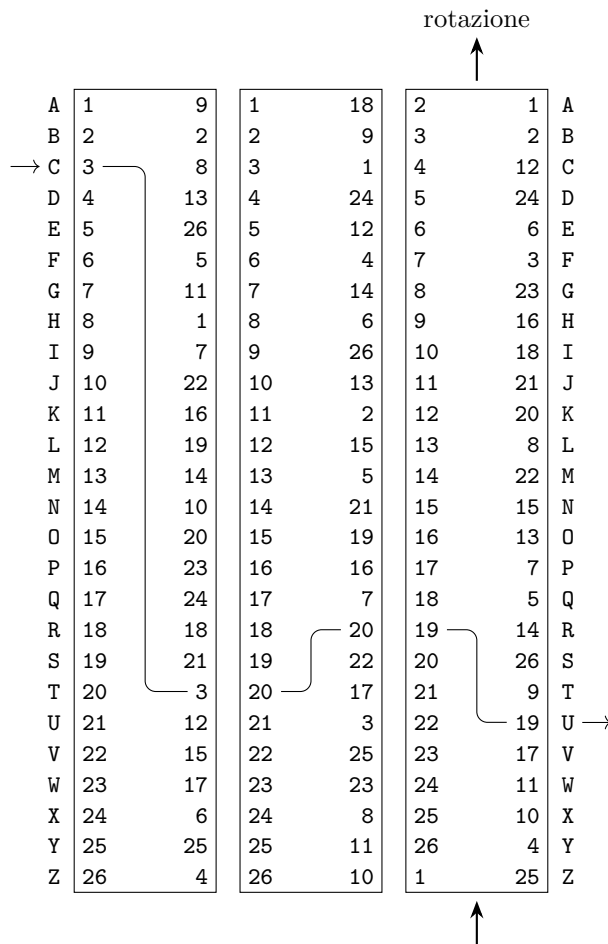 rotazione
A 1 9 1 18 2 1 A
B 2 2 2 9 3 2 B
C 3 8 3 1 4 12 C
D 4 13 4 24 5 24 D
E 5 26 5 12 6 6 E
F 6 5 6 4 7 3 F
G 7 11 7 14 8 23 G
H 8 1 8 6 9 16 H
I 9 7 9 26 10 18 I
J 10 22 10 13 11 21 J
K 11 16 11 2 12 20 K
L 12 19 12 15 13 8 L
M 13 14 13 5 14 22 M
N 14 10 14 21 15 15 N
O 15 20 15 19 16 13 O
P 16 23 16 16 17 7 P
Q 17 24 17 7 18 5 Q
R 18 18 18 20 19 14 R
S 19 21 19 22 20 26 S
T 20 3 20 17 21 9 T
U 21 12 21 3 22 19 U
V 22 15 22 25 23 17 V
W 23 17 23 23 24 11 W
X 24 6 24 8 25 10 X
Y 25 25 25 11 26 4 Y
Z 26 4 26 10 1 25 Z